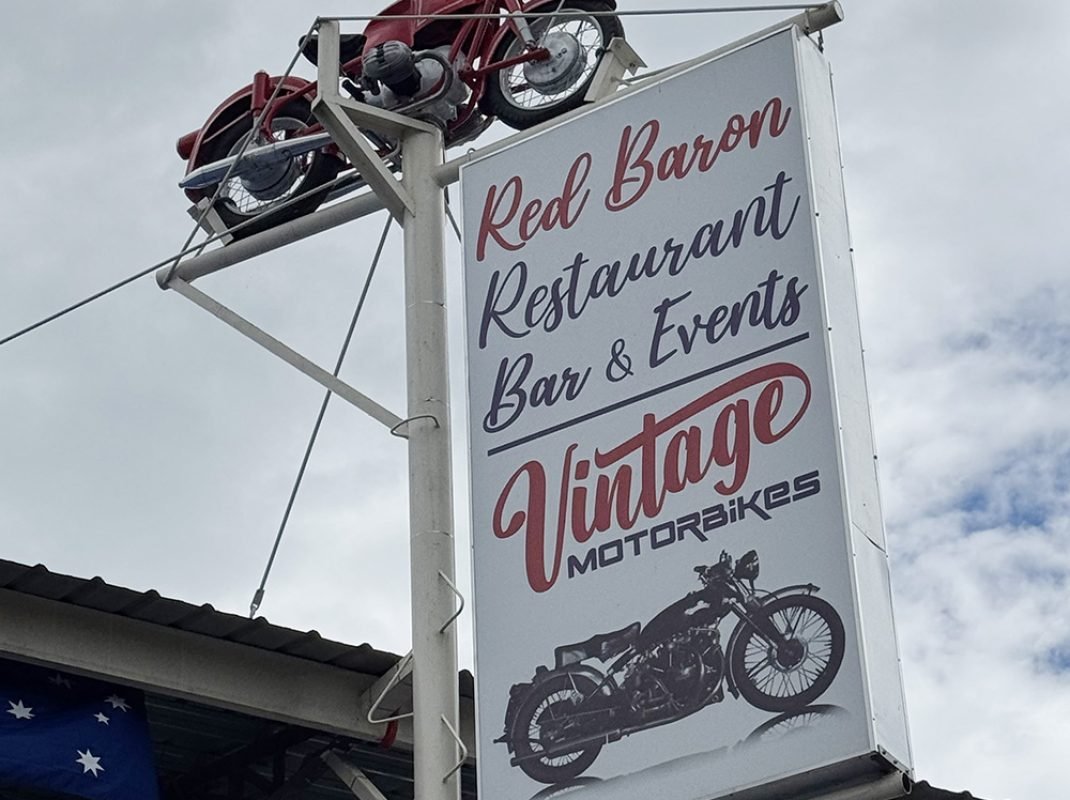 Red Baron
Restaurant
Bar & Events
Vintage
MOTORBIKES